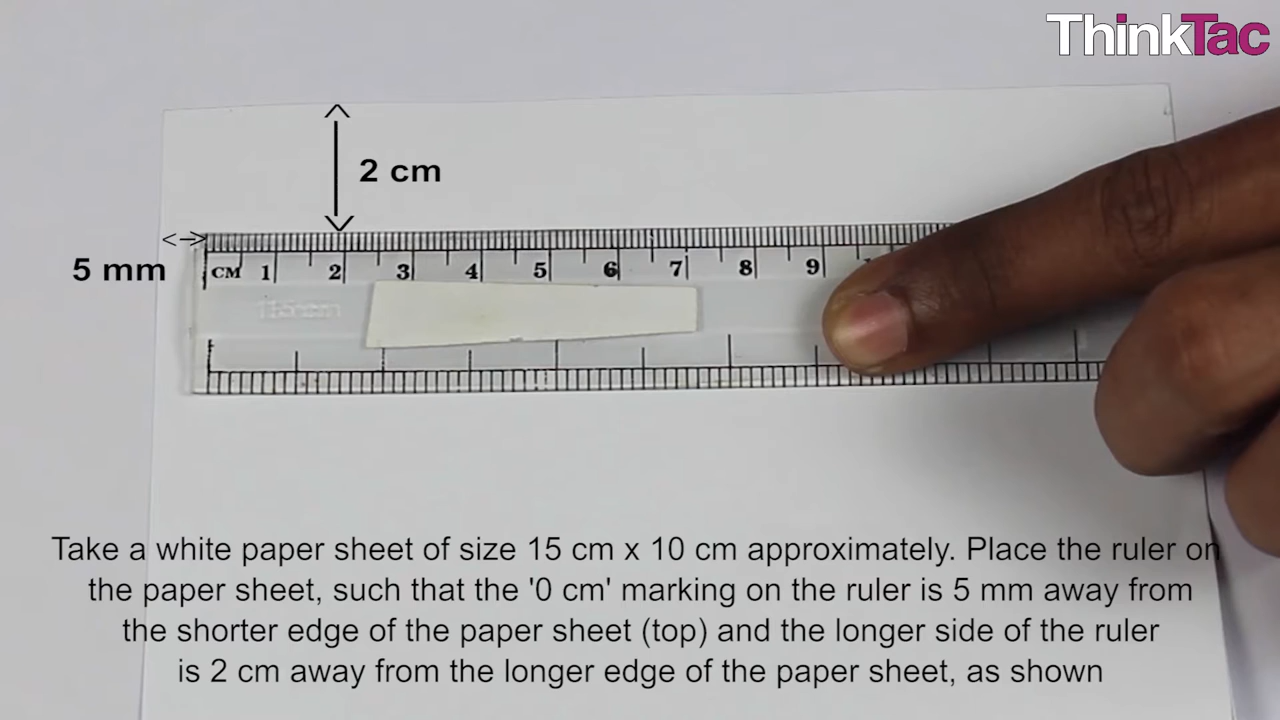 ThinkTac
2 cm
5 mm
CM 1 2 3 4 5 6 7 8 9
Take a white paper sheet of size 15 cm x 10 cm approximately. Place the ruler on
the paper sheet, such that the '0 cm' marking on the ruler is 5 mm away from
the shorter edge of the paper sheet (top) and the longer side of the ruler
is 2 cm away from the longer edge of the paper sheet, as shown